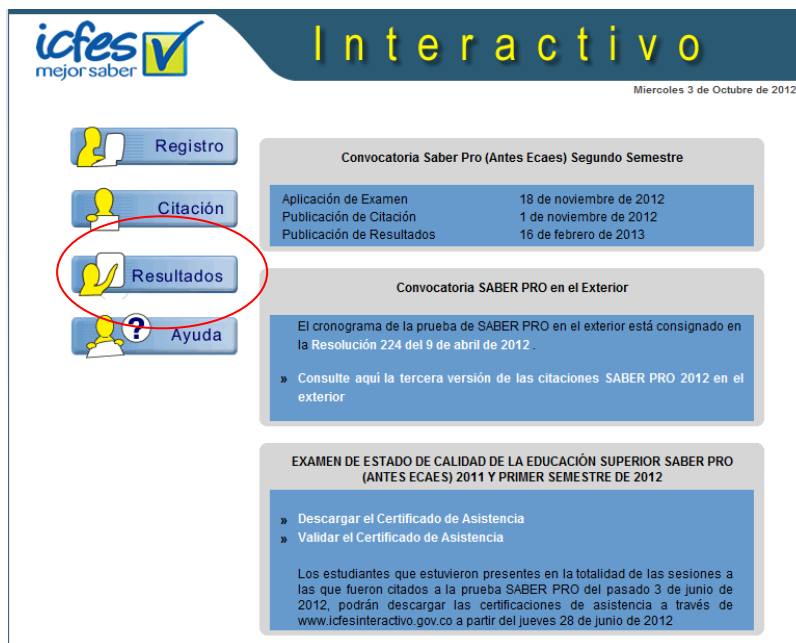 icfes
mejor saber
Interactivo
Miercoles 3 de Octubre de 2012
Registro
Citación
Resultados
? Ayuda
Convocatoria Saber Pro (Antes Ecaes) Segundo Semestre
Aplicación de Examen 18 de noviembre de 2012
Publicación de Citación 1 de noviembre de 2012
Publicación de Resultados 16 de febrero de 2013
Convocatoria SABER PRO en el Exterior
El cronograma de la prueba de SABER PRO en el exterior está consignado en
la Resolución 224 del 9 de abril de 2012 .
» Consulte aquí la tercera versión de las citaciones SABER PRO 2012 en el
exterior
EXAMEN DE ESTADO DE CALIDAD DE LA EDUCACIÓN SUPERIOR SABER PRO
(ANTES ECAES) 2011 Y PRIMER SEMESTRE DE 2012
» Descargar el Certificado de Asistencia
» Validar el Certificado de Asistencia
Los estudiantes que estuvieron presentes en la totalidad de las sesiones a
las que fueron citados a la prueba SABER PRO del pasado 3 de junio de
2012, podrán descargar las certificaciones de asistencia a través de
www.icfesinteractivo.gov.co a partir del jueves 28 de junio de 2012